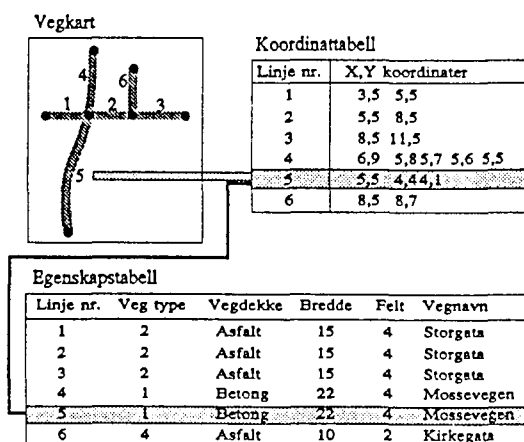 Vegkart
4
6
1
2
3
5
Koordinattabell
Linje nr. X,Y koordinater
1 3,5 5,5
2 5,5 8,5
3 8,5 11,5
4 6,9 5,8 5,7 5,6 5,5
5 5,5 4,4 4,1
6 8,5 8,7
Egenskapstabell
Linje nr. Veg type Vegdekke Bredde Felt Vegnavn
1 2 Asfalt 15 4 Storgata
2 2 Asfalt 15 4 Storgata
3 2 Asfalt 15 4 Storgata
4 1 Betong 22 4 Mossevegen
5 1 Betong 22 4 Mossevegen
6 4 Asfalt 10 2 Kirkegata